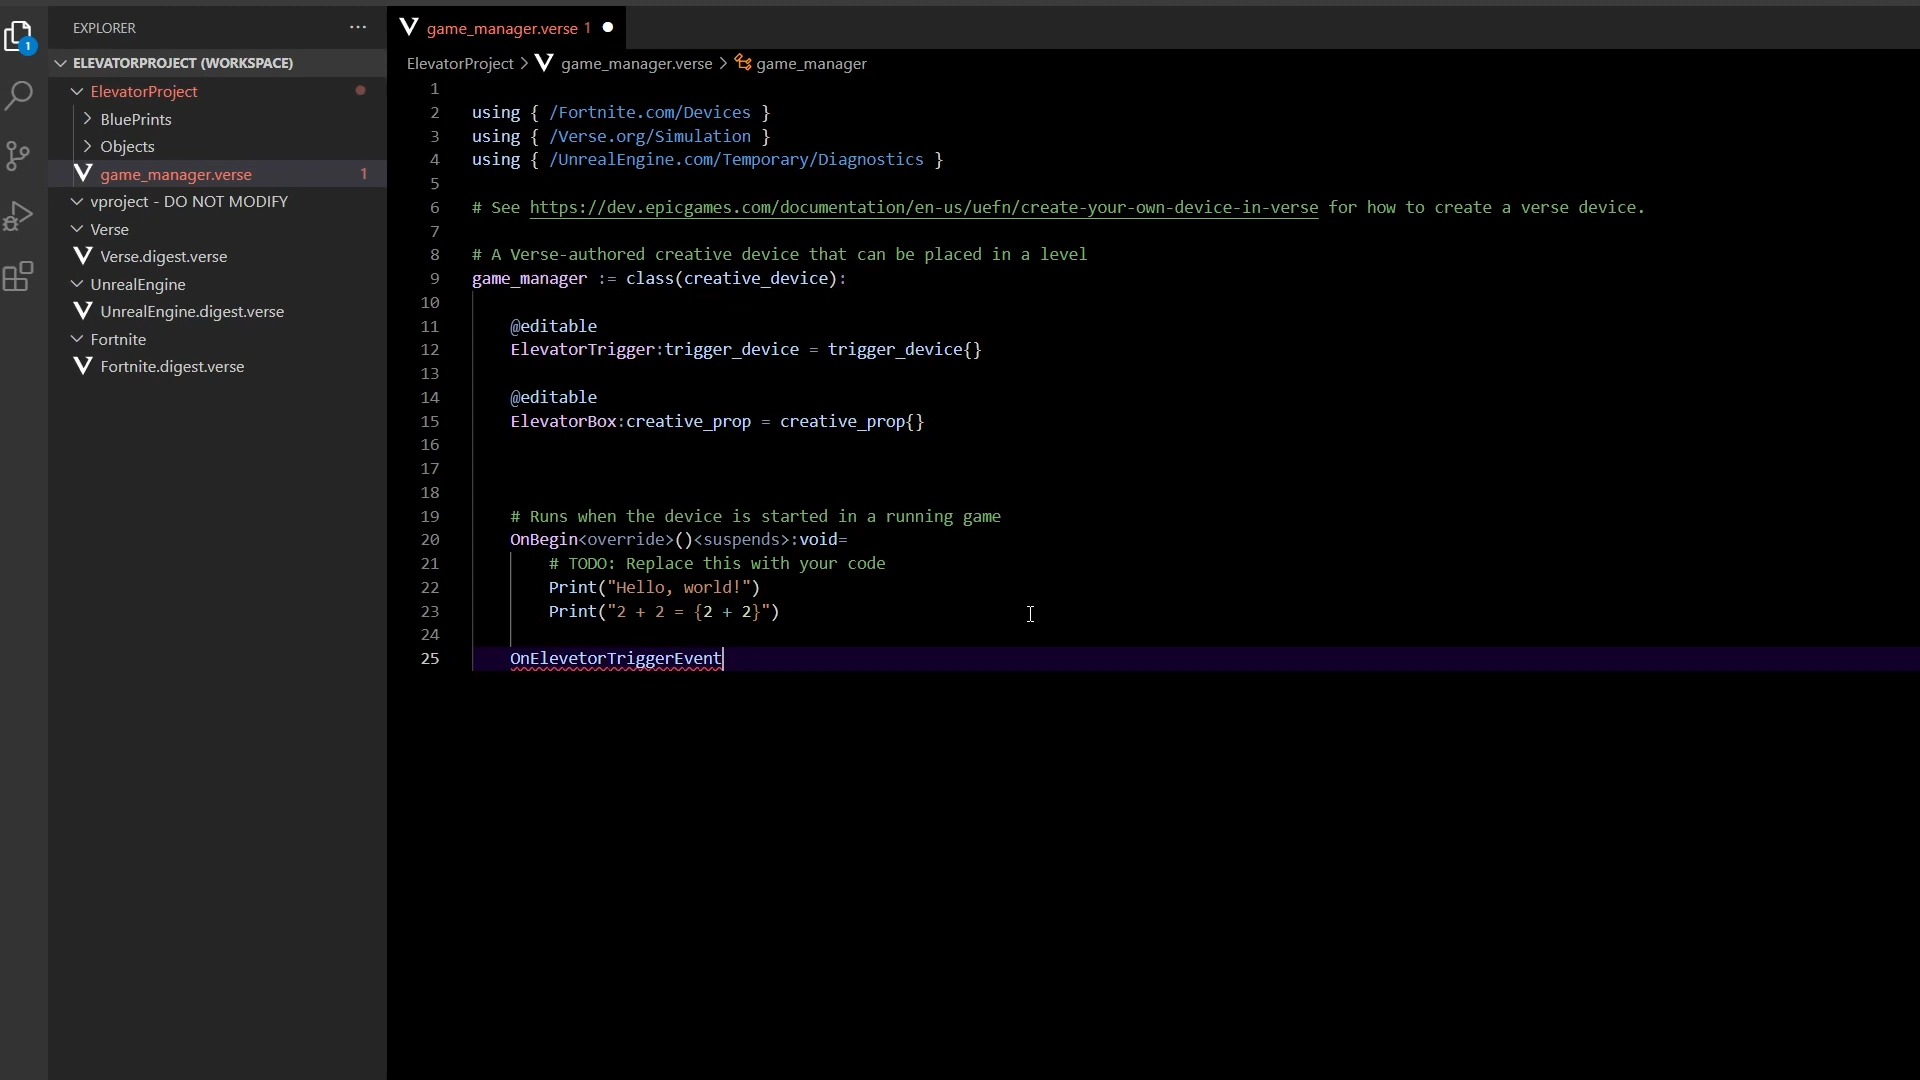 EXPLORER
ELEVATORPROJECT (WORKSPACE)
ElevatorProject
BluePrints
Objects
game_manager.verse 1
vproject - DO NOT MODIFY
Verse
Verse.digest.verse
UnrealEngine
UnrealEngine.digest.verse
Fortnite
Fortnite.digest.verse
1
game_manager.verse 1
ElevatorProject > game_manager.verse > game_manager
1
2 using { /Fortnite.com/Devices }
3 using { /Verse.org/Simulation }
4 using { /UnrealEngine.com/Temporary/Diagnostics }
5
6 # See https://dev.epicgames.com/documentation/en-us/uefn/create-your-own-device-in-verse for how to create a verse device.
7
8 # A Verse-authored creative device that can be placed in a level
9 game_manager := class(creative_device):
10
11 @editable
12 ElevatorTrigger:trigger_device = trigger_device{}
13
14 @editable
15 ElevatorBox:creative_prop = creative_prop{}
16
17
18
19 # Runs when the device is started in a running game
20 OnBegin<override>()<suspends>:void=
21 # TODO: Replace this with your code
22 Print("Hello, world!")
23 Print("2 + 2 = {2 + 2}")
24
25 OnElevetorTriggerEvent